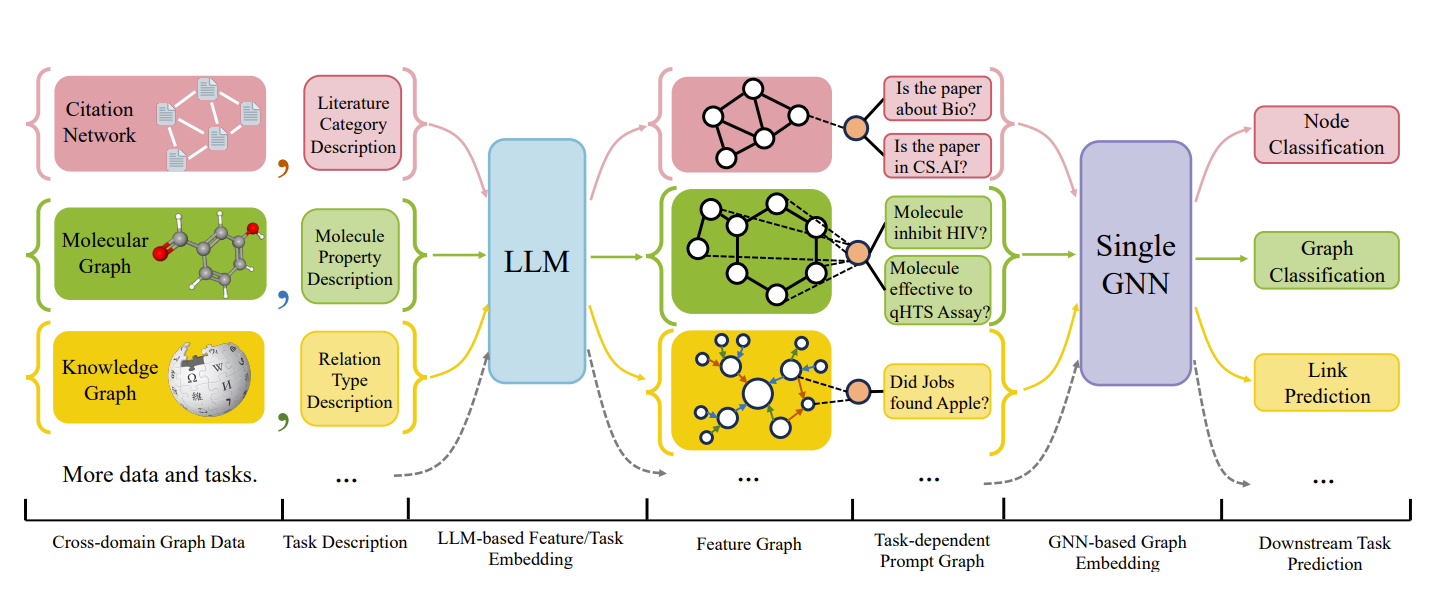 Citation
Network
Literature
Category
Description
Is the paper
about Bio?
Is the paper
in CS.AI?
Node
Classification
Molecular
Graph
Molecule
Property
Description
LLM
Molecule
inhibit HIV?
Molecule
effective to
qHTS Assay?
Single
GNN
Graph
Classification
Knowledge
Graph
Relation
Type
Description
Did Jobs
found Apple?
Link
Prediction
More data and tasks.
...
...
...
...
Cross-domain Graph Data
Task Description
LLM-based Feature/Task
Embedding
Feature Graph
Task-dependent
Prompt Graph
GNN-based Graph
Embedding
Downstream Task
Prediction